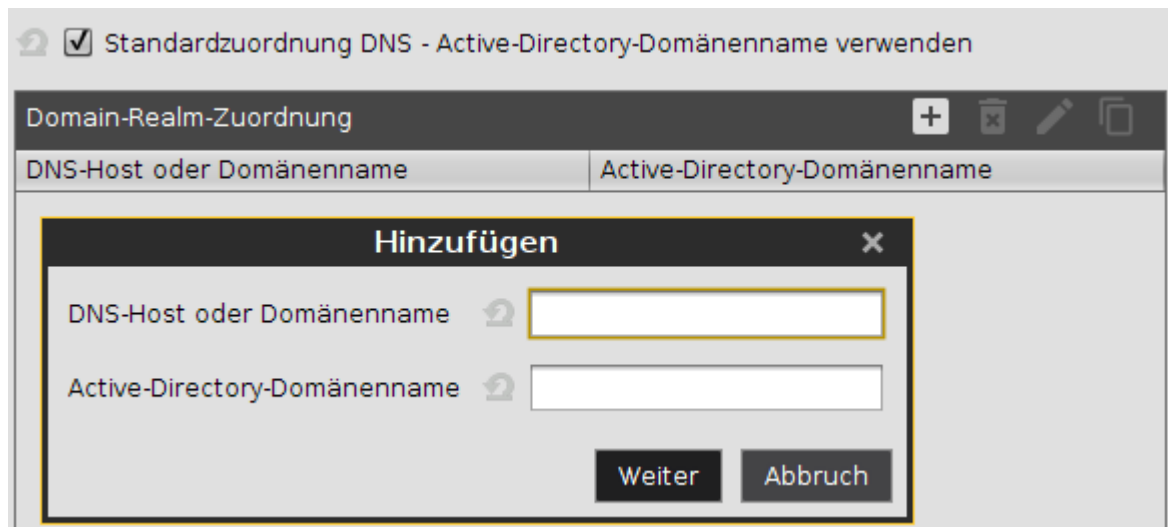 Standardzuordnung DNS - Active-Directory-Domänenname verwenden
Domain-Realm-Zuordnung
DNS-Host oder Domänenname Active-Directory-Domänenname
Hinzufügen
DNS-Host oder Domänenname
Active-Directory-Domänenname
Weiter Abbruch